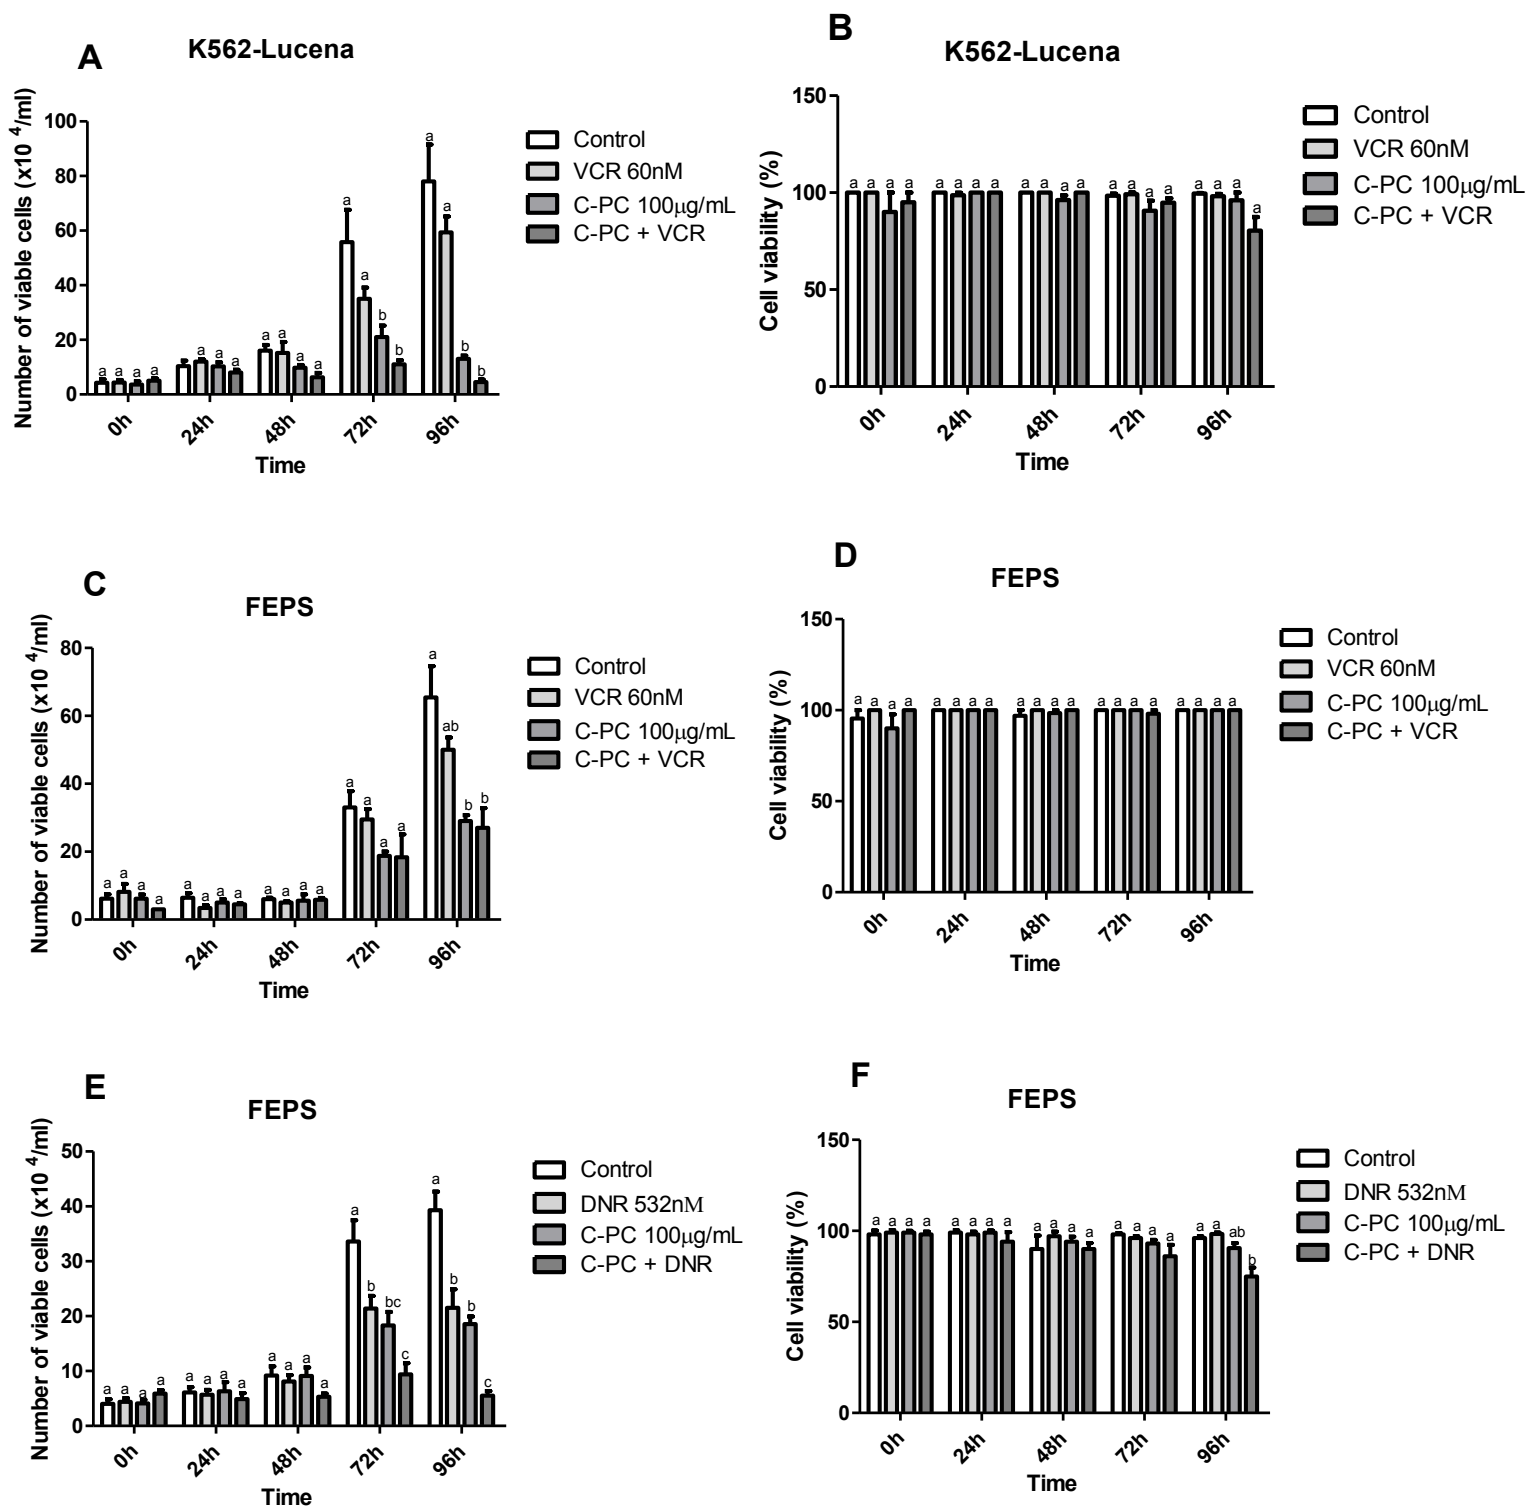 A
K562-Lucena
Number of viable cells (x10 4/ml)
100
80
60
40
20
0
a a a a
a a a
a a a a
a a b b
a a b b
0h 24h 48h 72h 96h
Time
Control
VCR 60nM
C-PC 100μg/mL
C-PC + VCR
B
K562-Lucena
Cell viability (%)
150
100
50
0
a a a a
a a a a
a a a a
a a a a
a a a a
0h 24h 48h 72h 96h
Time
Control
VCR 60nM
C-PC 100μg/mL
C-PC + VCR
C
FEPS
Number of viable cells (x10 4/ml)
80
60
40
20
0
a a a a
a a a a
a a a a
a a a a
a ab b b
0h 24h 48h 72h 96h
Time
Control
VCR 60nM
C-PC 100μg/mL
C-PC + VCR
D
FEPS
Cell viability (%)
150
100
50
0
a a a a
a a a a
a a a a
a a a a
a a a a
0h 24h 48h 72h 96h
Time
Control
VCR 60nM
C-PC 100μg/mL
C-PC + VCR
E
FEPS
Number of viable cells (x10 4/ml)
50
40
30
20
10
0
a a a a
a a a a
a a a a
a b bc c
a b b c
0h 24h 48h 72h 96h
Time
Control
DNR 532nM
C-PC 100μg/mL
C-PC + DNR
F
FEPS
Cell viability (%)
150
100
50
0
a a a a
a a a a
a a a a
a a a a
a a ab b
0h 24h 48h 72h 96h
Time
Control
DNR 532nM
C-PC 100μg/mL
C-PC + DNR